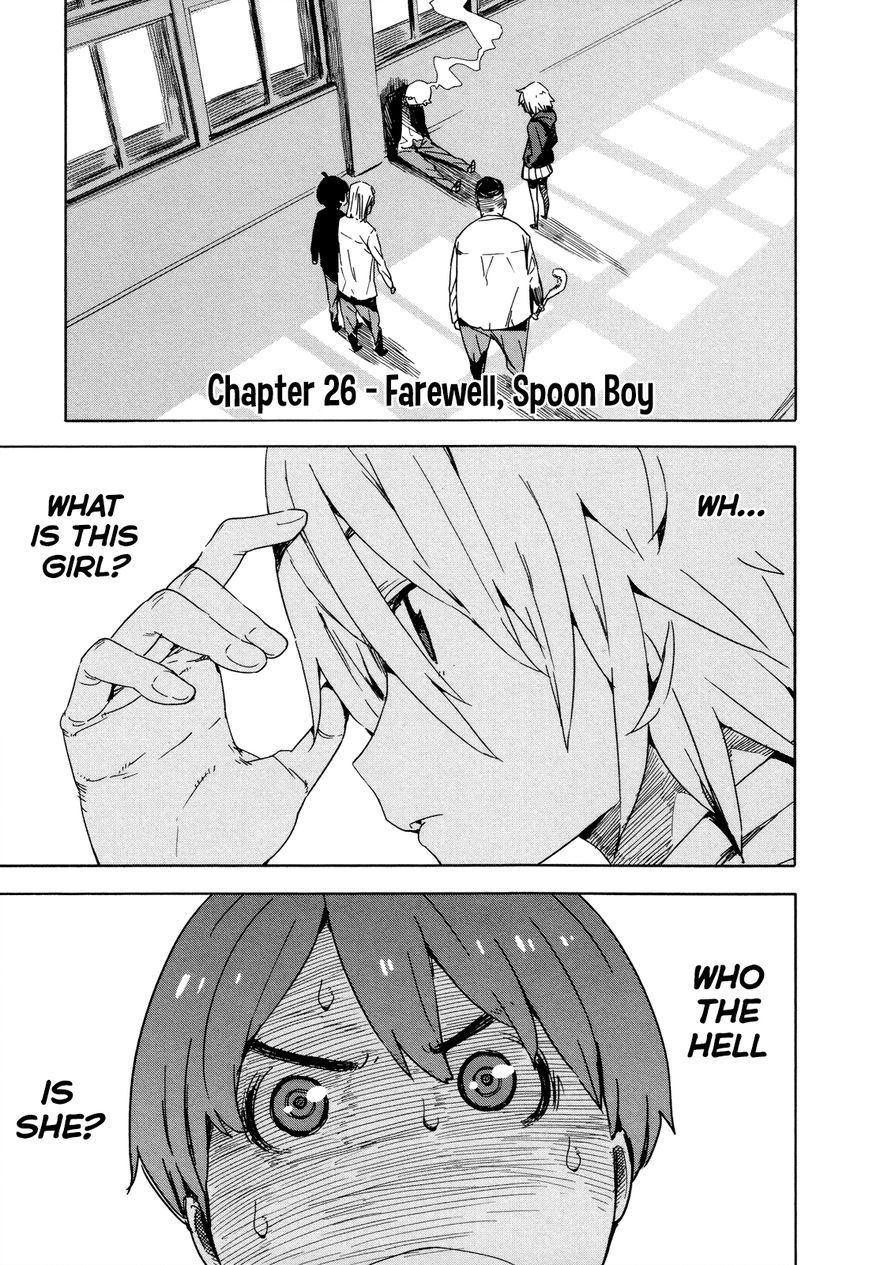 Chapter 26 - Farewell, Spoon Boy
WH...
WHAT
IS THIS
GIRL?
WHO
THE
HELL
IS
SHE?